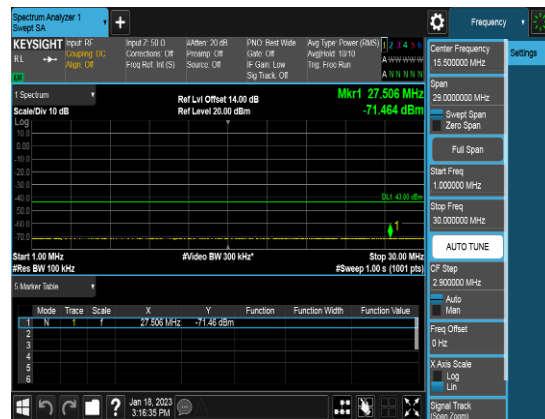 Spectrum Analyzer 1
Swept SA
+
Frequency
KEYSIGHT
RL
Input: RF
Coupling: DC
Align: Off
Input Z: 50 Ω
Corrections: Off
Freq Ref: Int (S)
#Atten: 20 dB
Preamp: Off
Source: Off
PNO: Best Wide
Gate: Off
IF Gain: Low
Sig Track: Off
Avg Type: Power (RMS)
Avg|Hold: 10/10
Trig: Free Run
1 2 3 4 5 6
A W W W W W
A N N N N N
LXI
1 Spectrum
Scale/Div 10 dB
Log
Ref Lvl Offset 14.00 dB
Ref Level 20.00 dBm
Mkr1 27.506 MHz
-71.464 dBm
10.0
0.00
-10.0
-20.0
-30.0
-40.0
-50.0
-60.0
-70.0
DL1 -43.00 dBm
1
Start 1.00 MHz
#Res BW 100 kHz
#Video BW 300 kHz*
Stop 30.00 MHz
#Sweep 1.00 s (1001 pts)
5 Marker Table
Mode Trace Scale X Y Function Function Width Function Value
1 N 1 f 27.506 MHz -71.46 dBm
2
3
4
5
6
?
Jan 18, 2023
3:16:35 PM
Center Frequency
15.500000 MHz
Settings
Span
29.0000000 MHz
Swept Span
Zero Span
Full Span
Start Freq
1.000000 MHz
Stop Freq
30.000000 MHz
AUTO TUNE
CF Step
2.900000 MHz
Auto
Man
Freq Offset
0 Hz
X Axis Scale
Log
Lin
Signal Track
(Span Zoom)